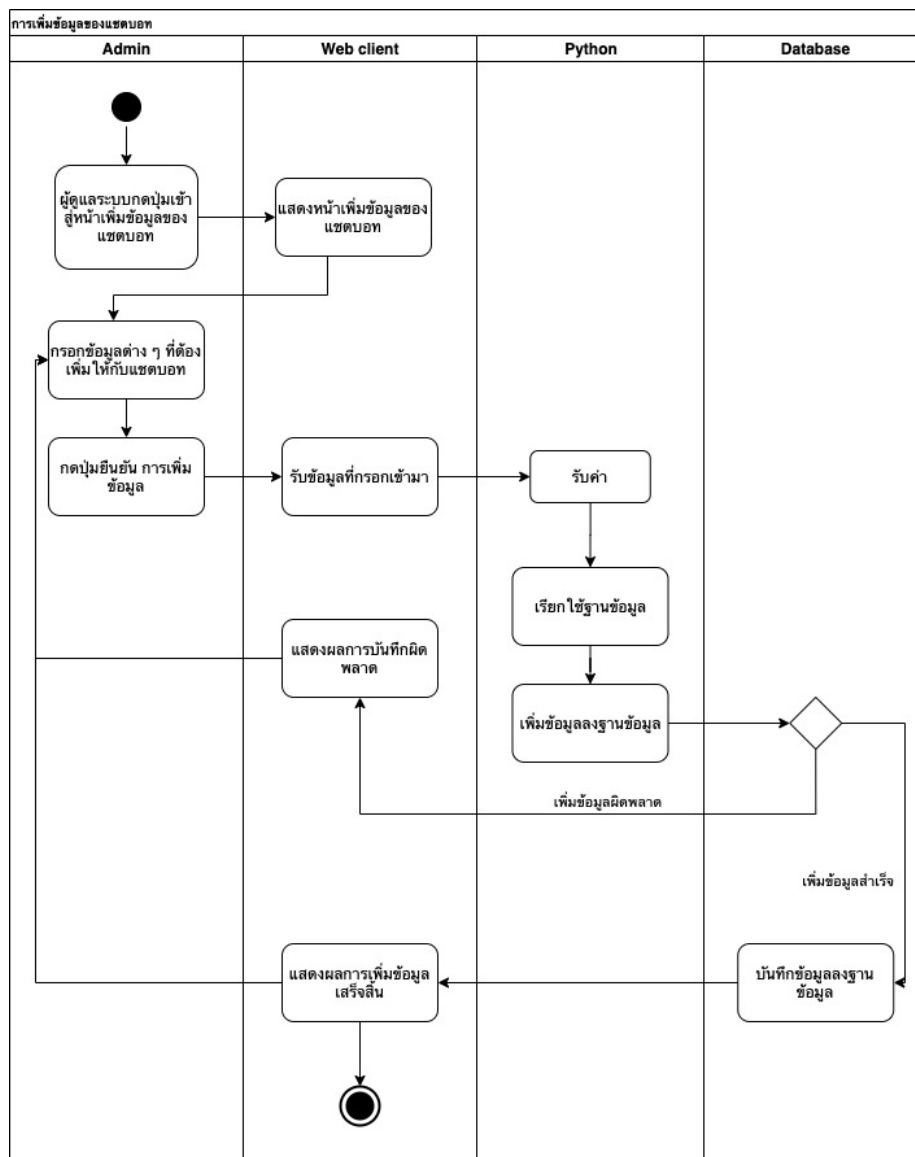 การเพิ่มข้อมูลของแชตบอท
Admin
Web client
Python
Database
ผู้ดูแลระบบกดปุ่มเข้า
สู่หน้าเพิ่มข้อมูลของ
แชตบอท
แสดงหน้าเพิ่มข้อมูลของ
แชตบอท
กรอกข้อมูลต่าง ๆ ที่ต้อง
เพิ่มให้กับแชตบอท
กดปุ่มยืนยัน การเพิ่ม
ข้อมูล
รับข้อมูลที่กรอกเข้ามา
รับค่า
เรียกใช้ฐานข้อมูล
แสดงผลการบันทึกผิด
พลาด
เพิ่มข้อมูลลงฐานข้อมูล
เพิ่มข้อมูลผิดพลาด
เพิ่มข้อมูลสำเร็จ
แสดงผลการเพิ่มข้อมูล
เสร็จสิ้น
บันทึกข้อมูลลงฐาน
ข้อมูล